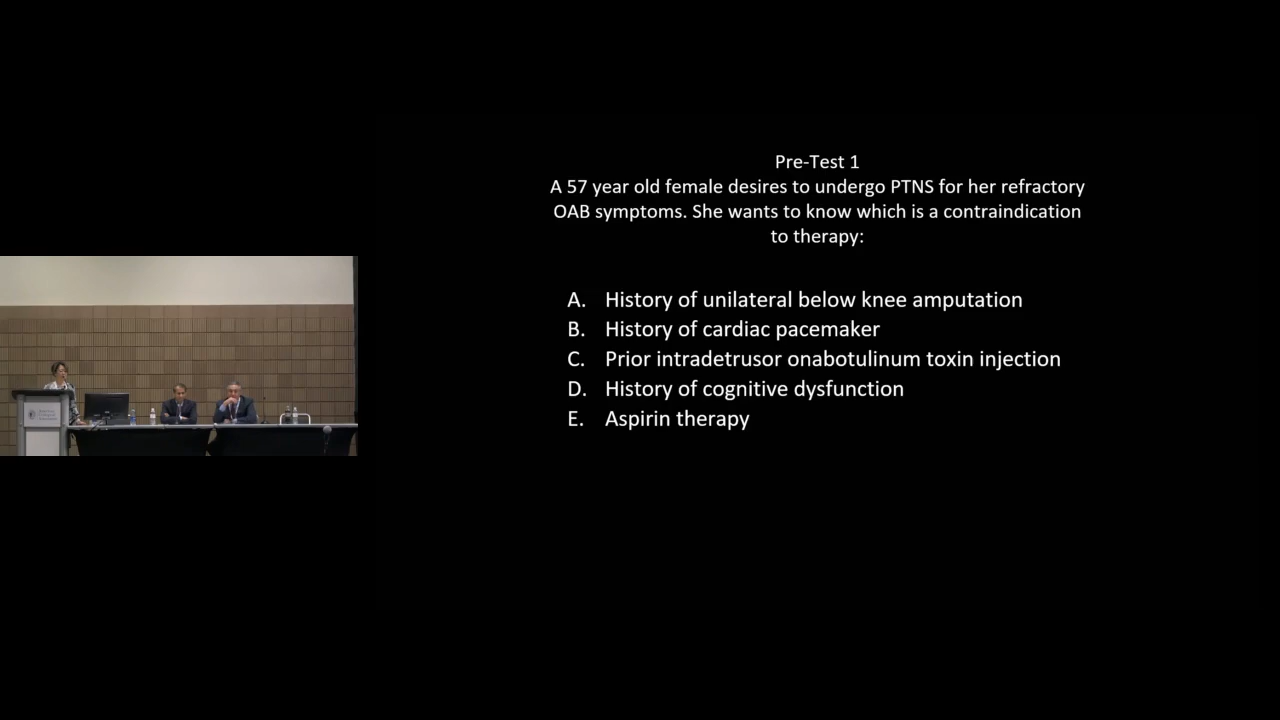 Pre-Test 1
A 57 year old female desires to undergo PTNS for her refractory
OAB symptoms. She wants to know which is a contraindication
to therapy:
A. History of unilateral below knee amputation
B. History of cardiac pacemaker
C. Prior intradetrusor onabotulinum toxin injection
D. History of cognitive dysfunction
E. Aspirin therapy